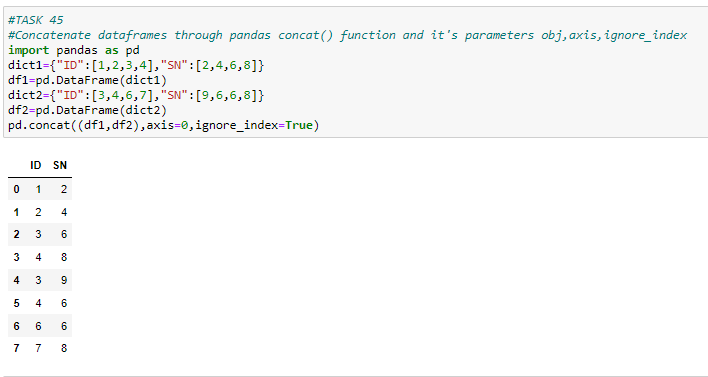 #TASK 45
#Concatenate dataframes through pandas concat() function and it's parameters obj,axis,ignore_index
import pandas as pd
dict1={"ID":[1,2,3,4],"SN":[2,4,6,8]}
df1=pd.DataFrame(dict1)
dict2={"ID":[3,4,6,7],"SN":[9,6,6,8]}
df2=pd.DataFrame(dict2)
pd.concat((df1,df2),axis=0,ignore_index=True)
ID SN
0 1 2
1 2 4
2 3 6
3 4 8
4 3 9
5 4 6
6 6 6
7 7 8